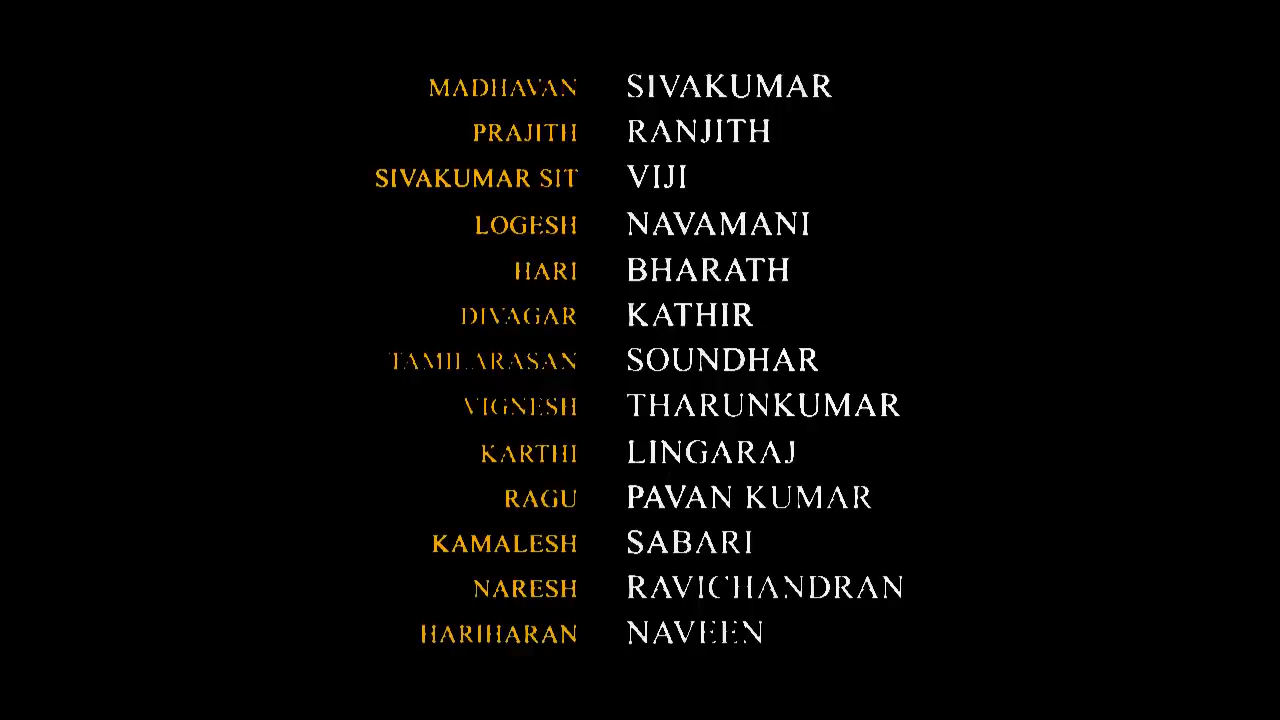 MADHAVAN SIVAKUMAR
PRAJITH RANJITH
SIVAKUMAR SIT VIJI
LOGESH NAVAMANI
HARI BHARATH
DIVAGAR KATHIR
TAMILARASAN SOUNDHAR
VIGNESH THARUNKUMAR
KARTHI LINGARAJ
RAGU PAVAN KUMAR
KAMALESH SABARI
NARESH RAVICHANDRAN
HARIHARAN NAVEEN